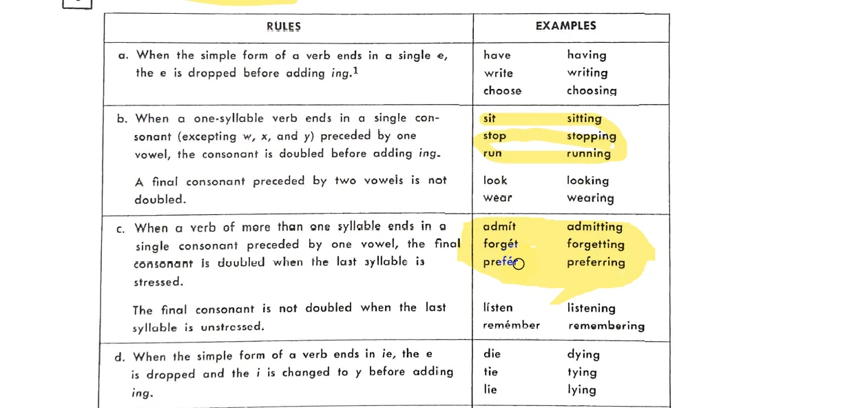 RULES
EXAMPLES
a. When the simple form of a verb ends in a single e,
the e is dropped before adding ing.1
have having
write writing
choose choosing
b. When a one-syllable verb ends in a single con-
sonant (excepting w, x, and y) preceded by one
vowel, the consonant is doubled before adding ing.
sit sitting
stop stopping
run running
A final consonant preceded by two vowels is not
doubled.
look looking
wear wearing
c. When a verb of more than one syllable ends in a
single consonant preceded by one vowel, the final
consonant is doubled when the last syllable is
stressed.
admít admitting
forgét forgetting
prefér preferring
The final consonant is not doubled when the last
syllable is unstressed.
lísten listening
remémber remembering
d. When the simple form of a verb ends in ie, the e
is dropped and the i is changed to y before adding
ing.
die dying
tie tying
lie lying